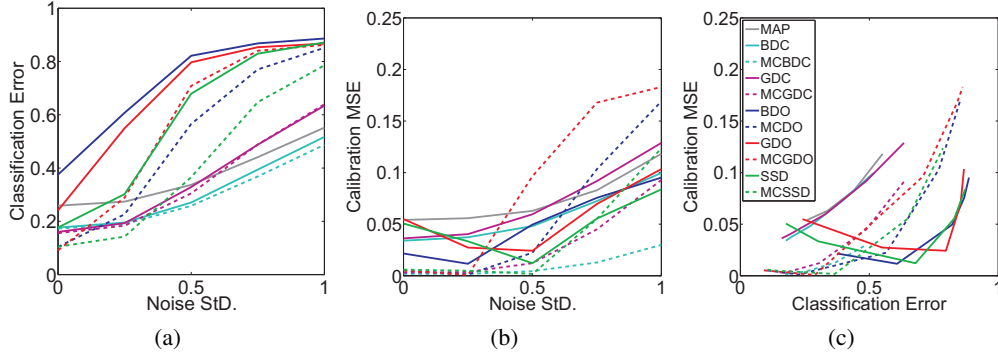 1
0.8
0.6
0.4
0.2
0
0 0.5 1
Classification Error
Noise StD.
(a)
0.25
0.2
0.15
0.1
0.05
0
0 0.5 1
Calibration MSE
Noise StD.
(b)
0.25
0.2
0.15
0.1
0.05
0
0 0.5 1
Calibration MSE
Classification Error
MAP
BDC
MCBDC
GDC
MCGDC
BDO
MCDO
GDO
MCGDO
SSD
MCSSD
(c)